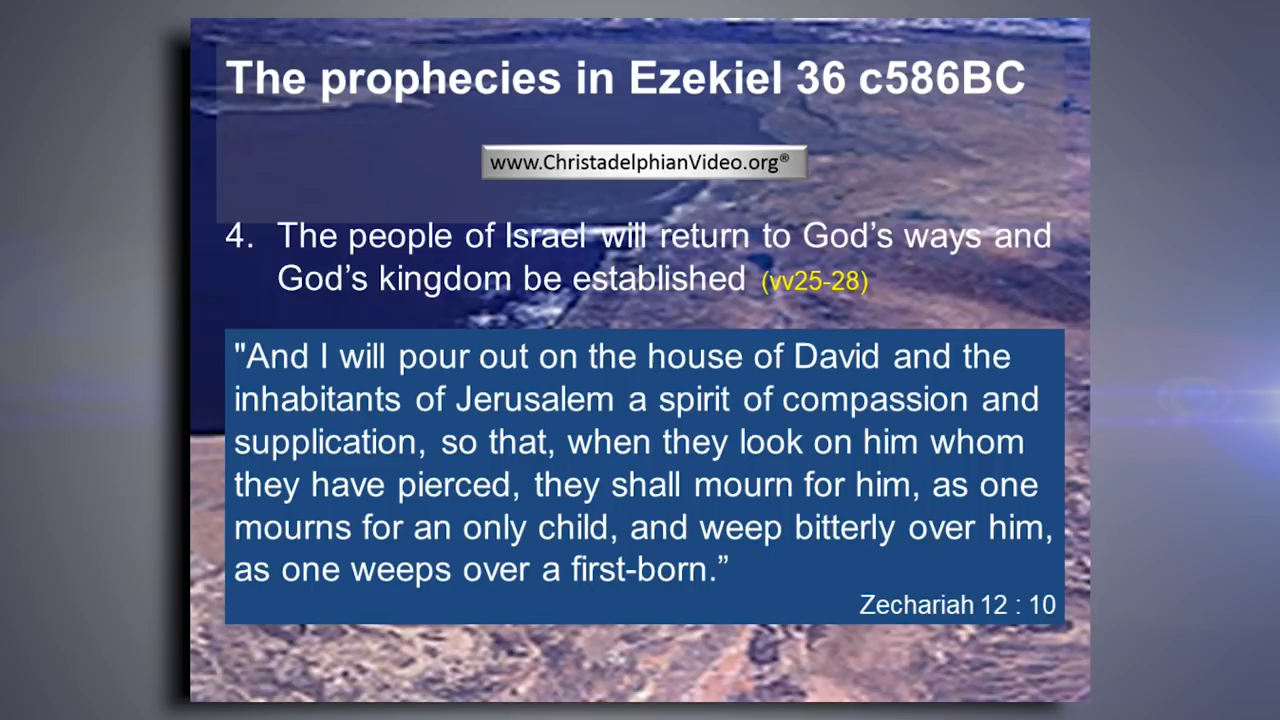 The prophecies in Ezekiel 36 c586BC
www.ChristadelphianVideo.org®
4. The people of Israel will return to God’s ways and
God’s kingdom be established (vv25-28)
"And I will pour out on the house of David and the
inhabitants of Jerusalem a spirit of compassion and
supplication, so that, when they look on him whom
they have pierced, they shall mourn for him, as one
mourns for an only child, and weep bitterly over him,
as one weeps over a first-born.”
Zechariah 12 : 10